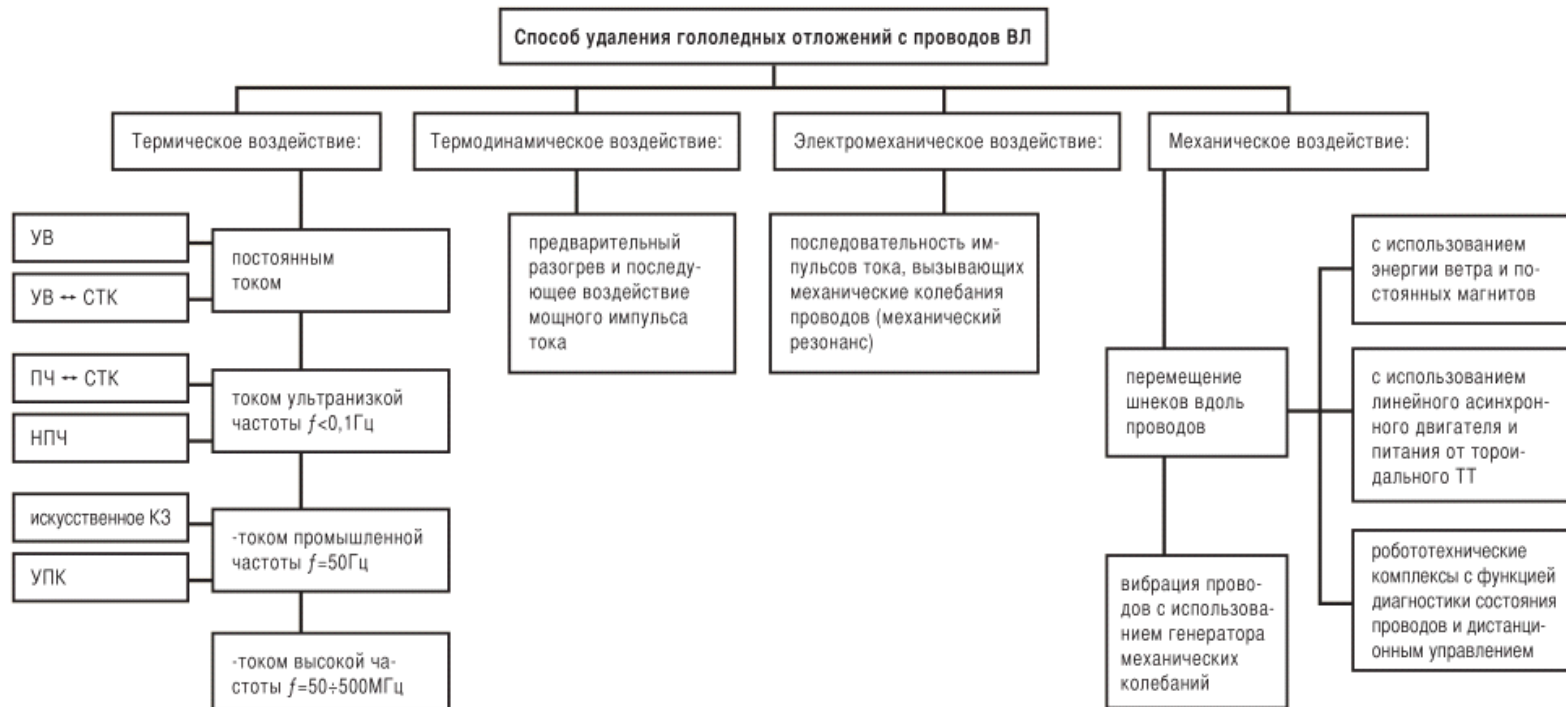 Способ удаления гололедных отложений с проводов ВЛ
Термическое воздействие:
УВ
УВ ↔ СТК
постоянным
током
ПЧ ↔ СТК
НПЧ
током ультранизкой
частоты ƒ<0,1Гц
искусственное КЗ
УПК
-током промышленной
частоты ƒ=50Гц
-током высокой ча-
стоты ƒ=50÷500МГц
Термодинамическое воздействие:
предварительный
разогрев и последу-
ющее воздействие
мощного импульса
тока
Электромеханическое воздействие:
последовательность им-
пульсов тока, вызывающих
механические колебания
проводов (механический
резонанс)
Механическое воздействие:
перемещение
шнеков вдоль
проводов
с использованием
энергии ветра и по-
стоянных магнитов
с использованием
линейного асинхрон-
ного двигателя и
питания от торои-
дального ТТ
робототехнические
комплексы с функцией
диагностики состояния
проводов и дистанци-
онным управлением
вибрация прово-
дов с использова-
нием генератора
механических
колебаний